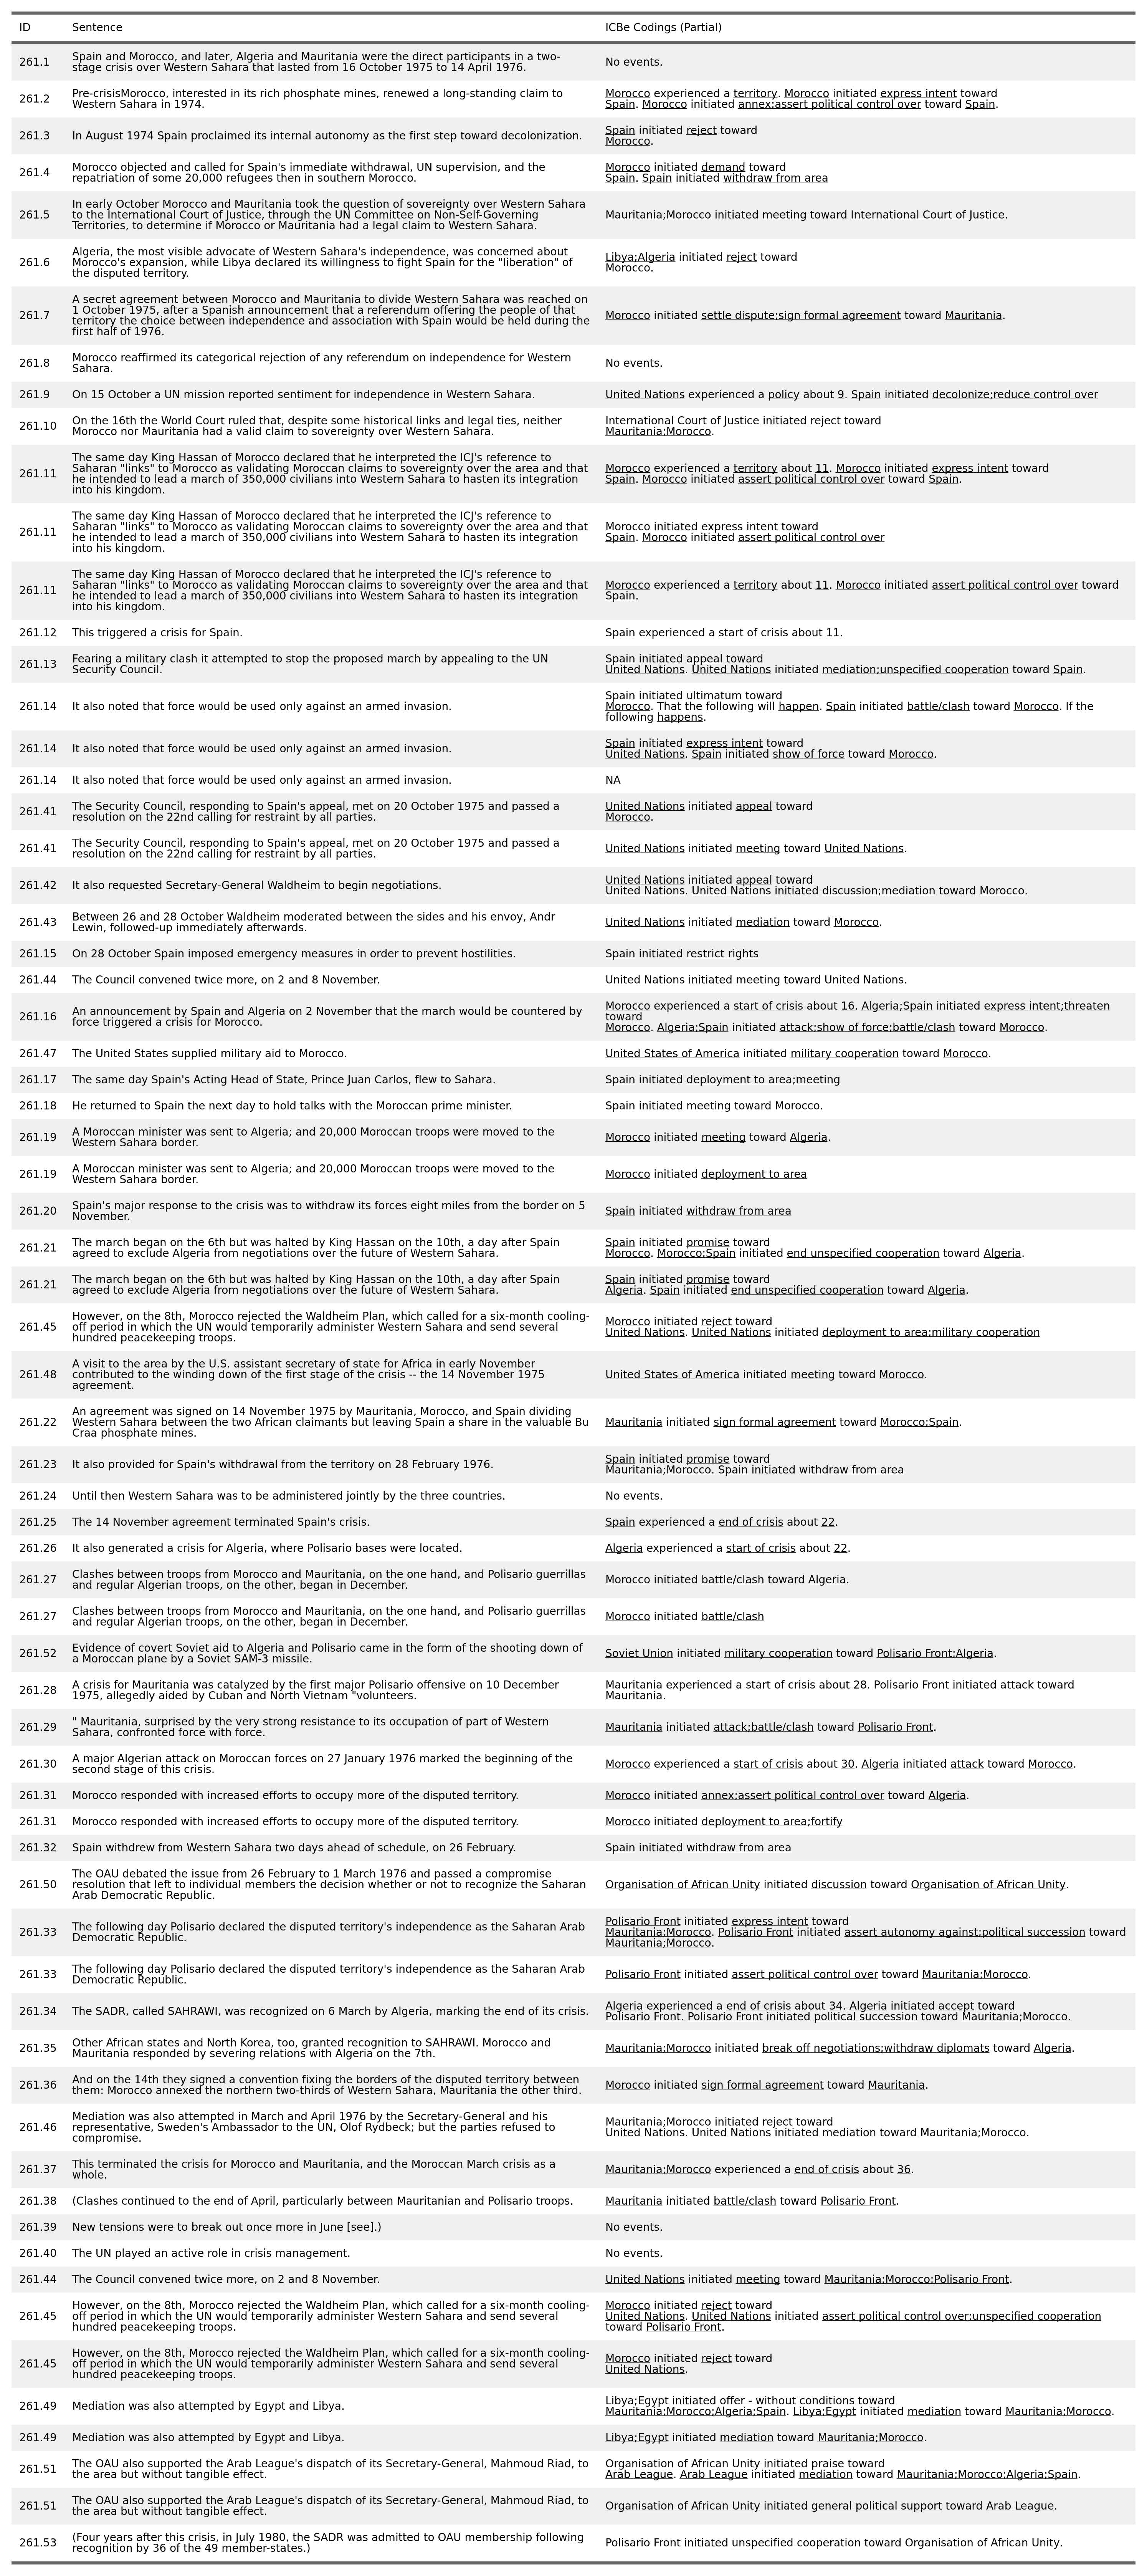 ID Sentence ICBe Codings (Partial)
261.1 Spain and Morocco, and later, Algeria and Mauritania were the direct participants in a two-
stage crisis over Western Sahara that lasted from 16 October 1975 to 14 April 1976. No events.
261.2 Pre-crisisMorocco, interested in its rich phosphate mines, renewed a long-standing claim to
Western Sahara in 1974.
Morocco experienced a territory. Morocco initiated express intent toward
Spain. Morocco initiated annex;assert political control over toward Spain.
261.3 In August 1974 Spain proclaimed its internal autonomy as the first step toward decolonization.
Spain initiated reject toward
Morocco.
261.4 Morocco objected and called for Spain's immediate withdrawal, UN supervision, and the
repatriation of some 20,000 refugees then in southern Morocco.
Morocco initiated demand toward
Spain. Spain initiated withdraw from area
261.5 In early October Morocco and Mauritania took the question of sovereignty over Western Sahara
to the International Court of Justice, through the UN Committee on Non-Self-Governing
Territories, to determine if Morocco or Mauritania had a legal claim to Western Sahara.
Mauritania;Morocco initiated meeting toward International Court of Justice.
261.6 Algeria, the most visible advocate of Western Sahara's independence, was concerned about
Morocco's expansion, while Libya declared its willingness to fight Spain for the "liberation" of
the disputed territory.
Libya;Algeria initiated reject toward
Morocco.
261.7 A secret agreement between Morocco and Mauritania to divide Western Sahara was reached on
1 October 1975, after a Spanish announcement that a referendum offering the people of that
territory the choice between independence and association with Spain would be held during the
first half of 1976.
Morocco initiated settle dispute;sign formal agreement toward Mauritania.
261.8 Morocco reaffirmed its categorical rejection of any referendum on independence for Western
Sahara.
No events.
261.9 On 15 October a UN mission reported sentiment for independence in Western Sahara.
United Nations experienced a policy about 9. Spain initiated decolonize;reduce control over
261.10 On the 16th the World Court ruled that, despite some historical links and legal ties, neither
Morocco nor Mauritania had a valid claim to sovereignty over Western Sahara.
International Court of Justice initiated reject toward
Mauritania;Morocco.
261.11 The same day King Hassan of Morocco declared that he interpreted the ICJ's reference to
Saharan "links" to Morocco as validating Moroccan claims to sovereignty over the area and that
he intended to lead a march of 350,000 civilians into Western Sahara to hasten its integration
into his kingdom.
Morocco experienced a territory about 11. Morocco initiated express intent toward
Spain. Morocco initiated assert political control over toward Spain.
261.11 The same day King Hassan of Morocco declared that he interpreted the ICJ's reference to
Saharan "links" to Morocco as validating Moroccan claims to sovereignty over the area and that
he intended to lead a march of 350,000 civilians into Western Sahara to hasten its integration
into his kingdom.
Morocco initiated express intent toward
Spain. Morocco initiated assert political control over
261.11 The same day King Hassan of Morocco declared that he interpreted the ICJ's reference to
Saharan "links" to Morocco as validating Moroccan claims to sovereignty over the area and that
he intended to lead a march of 350,000 civilians into Western Sahara to hasten its integration
into his kingdom.
Morocco experienced a territory about 11. Morocco initiated assert political control over toward
Spain.
261.12 This triggered a crisis for Spain. Spain experienced a start of crisis about 11.
261.13 Fearing a military clash it attempted to stop the proposed march by appealing to the UN
Security Council.
Spain initiated appeal toward
United Nations. United Nations initiated mediation;unspecified cooperation toward Spain.
261.14 It also noted that force would be used only against an armed invasion.
Spain initiated ultimatum toward
Morocco. That the following will happen. Spain initiated battle/clash toward Morocco. If the
following happens.
261.14 It also noted that force would be used only against an armed invasion.
Spain initiated express intent toward
United Nations. Spain initiated show of force toward Morocco.
261.14 It also noted that force would be used only against an armed invasion. NA
261.41 The Security Council, responding to Spain's appeal, met on 20 October 1975 and passed a
resolution on the 22nd calling for restraint by all parties.
United Nations initiated appeal toward
Morocco.
261.41 The Security Council, responding to Spain's appeal, met on 20 October 1975 and passed a
resolution on the 22nd calling for restraint by all parties.
United Nations initiated meeting toward United Nations.
261.42 It also requested Secretary-General Waldheim to begin negotiations.
United Nations initiated appeal toward
United Nations. United Nations initiated discussion;mediation toward Morocco.
261.43 Between 26 and 28 October Waldheim moderated between the sides and his envoy, Andr
Lewin, followed-up immediately afterwards.
United Nations initiated mediation toward Morocco.
261.15 On 28 October Spain imposed emergency measures in order to prevent hostilities. Spain initiated restrict rights
261.44 The Council convened twice more, on 2 and 8 November. United Nations initiated meeting toward United Nations.
261.16 An announcement by Spain and Algeria on 2 November that the march would be countered by
force triggered a crisis for Morocco.
Morocco experienced a start of crisis about 16. Algeria;Spain initiated express intent;threaten
toward
Morocco. Algeria;Spain initiated attack;show of force;battle/clash toward Morocco.
261.47 The United States supplied military aid to Morocco. United States of America initiated military cooperation toward Morocco.
261.17 The same day Spain's Acting Head of State, Prince Juan Carlos, flew to Sahara. Spain initiated deployment to area;meeting
261.18 He returned to Spain the next day to hold talks with the Moroccan prime minister. Spain initiated meeting toward Morocco.
261.19 A Moroccan minister was sent to Algeria; and 20,000 Moroccan troops were moved to the
Western Sahara border.
Morocco initiated meeting toward Algeria.
261.19 A Moroccan minister was sent to Algeria; and 20,000 Moroccan troops were moved to the
Western Sahara border.
Morocco initiated deployment to area
261.20 Spain's major response to the crisis was to withdraw its forces eight miles from the border on 5
November.
Spain initiated withdraw from area
261.21 The march began on the 6th but was halted by King Hassan on the 10th, a day after Spain
agreed to exclude Algeria from negotiations over the future of Western Sahara.
Spain initiated promise toward
Morocco. Morocco;Spain initiated end unspecified cooperation toward Algeria.
261.21 The march began on the 6th but was halted by King Hassan on the 10th, a day after Spain
agreed to exclude Algeria from negotiations over the future of Western Sahara.
Spain initiated promise toward
Algeria. Spain initiated end unspecified cooperation toward Algeria.
261.45 However, on the 8th, Morocco rejected the Waldheim Plan, which called for a six-month cooling-
off period in which the UN would temporarily administer Western Sahara and send several
hundred peacekeeping troops.
Morocco initiated reject toward
United Nations. United Nations initiated deployment to area;military cooperation
261.48 A visit to the area by the U.S. assistant secretary of state for Africa in early November
contributed to the winding down of the first stage of the crisis -- the 14 November 1975
agreement.
United States of America initiated meeting toward Morocco.
261.22 An agreement was signed on 14 November 1975 by Mauritania, Morocco, and Spain dividing
Western Sahara between the two African claimants but leaving Spain a share in the valuable Bu
Craa phosphate mines.
Mauritania initiated sign formal agreement toward Morocco;Spain.
261.23 It also provided for Spain's withdrawal from the territory on 28 February 1976.
Spain initiated promise toward
Mauritania;Morocco. Spain initiated withdraw from area
261.24 Until then Western Sahara was to be administered jointly by the three countries. No events.
261.25 The 14 November agreement terminated Spain's crisis. Spain experienced a end of crisis about 22.
261.26 It also generated a crisis for Algeria, where Polisario bases were located. Algeria experienced a start of crisis about 22.
261.27 Clashes between troops from Morocco and Mauritania, on the one hand, and Polisario guerrillas
and regular Algerian troops, on the other, began in December.
Morocco initiated battle/clash toward Algeria.
261.27 Clashes between troops from Morocco and Mauritania, on the one hand, and Polisario guerrillas
and regular Algerian troops, on the other, began in December.
Morocco initiated battle/clash
261.52 Evidence of covert Soviet aid to Algeria and Polisario came in the form of the shooting down of
a Moroccan plane by a Soviet SAM-3 missile.
Soviet Union initiated military cooperation toward Polisario Front;Algeria.
261.28 A crisis for Mauritania was catalyzed by the first major Polisario offensive on 10 December
1975, allegedly aided by Cuban and North Vietnam "volunteers.
Mauritania experienced a start of crisis about 28. Polisario Front initiated attack toward
Mauritania.
261.29 " Mauritania, surprised by the very strong resistance to its occupation of part of Western
Sahara, confronted force with force.
Mauritania initiated attack;battle/clash toward Polisario Front.
261.30 A major Algerian attack on Moroccan forces on 27 January 1976 marked the beginning of the
second stage of this crisis.
Morocco experienced a start of crisis about 30. Algeria initiated attack toward Morocco.
261.31 Morocco responded with increased efforts to occupy more of the disputed territory. Morocco initiated annex;assert political control over toward Algeria.
261.31 Morocco responded with increased efforts to occupy more of the disputed territory. Morocco initiated deployment to area;fortify
261.32 Spain withdrew from Western Sahara two days ahead of schedule, on 26 February. Spain initiated withdraw from area
261.50 The OAU debated the issue from 26 February to 1 March 1976 and passed a compromise
resolution that left to individual members the decision whether or not to recognize the Saharan
Arab Democratic Republic.
Organisation of African Unity initiated discussion toward Organisation of African Unity.
261.33 The following day Polisario declared the disputed territory's independence as the Saharan Arab
Democratic Republic.
Polisario Front initiated express intent toward
Mauritania;Morocco. Polisario Front initiated assert autonomy against;political succession toward
Mauritania;Morocco.
261.33 The following day Polisario declared the disputed territory's independence as the Saharan Arab
Democratic Republic.
Polisario Front initiated assert political control over toward Mauritania;Morocco.
261.34 The SADR, called SAHRAWI, was recognized on 6 March by Algeria, marking the end of its crisis.
Algeria experienced a end of crisis about 34. Algeria initiated accept toward
Polisario Front. Polisario Front initiated political succession toward Mauritania;Morocco.
261.35 Other African states and North Korea, too, granted recognition to SAHRAWI. Morocco and
Mauritania responded by severing relations with Algeria on the 7th.
Mauritania;Morocco initiated break off negotiations;withdraw diplomats toward Algeria.
261.36 And on the 14th they signed a convention fixing the borders of the disputed territory between
them: Morocco annexed the northern two-thirds of Western Sahara, Mauritania the other third.
Morocco initiated sign formal agreement toward Mauritania.
261.46 Mediation was also attempted in March and April 1976 by the Secretary-General and his
representative, Sweden's Ambassador to the UN, Olof Rydbeck; but the parties refused to
compromise.
Mauritania;Morocco initiated reject toward
United Nations. United Nations initiated mediation toward Mauritania;Morocco.
261.37 This terminated the crisis for Morocco and Mauritania, and the Moroccan March crisis as a
whole.
Mauritania;Morocco experienced a end of crisis about 36.
261.38 (Clashes continued to the end of April, particularly between Mauritanian and Polisario troops. Mauritania initiated battle/clash toward Polisario Front.
261.39 New tensions were to break out once more in June [see].) No events.
261.40 The UN played an active role in crisis management. No events.
261.44 The Council convened twice more, on 2 and 8 November. United Nations initiated meeting toward Mauritania;Morocco;Polisario Front.
261.45 However, on the 8th, Morocco rejected the Waldheim Plan, which called for a six-month cooling-
off period in which the UN would temporarily administer Western Sahara and send several
hundred peacekeeping troops.
Morocco initiated reject toward
United Nations. United Nations initiated assert political control over;unspecified cooperation
toward Polisario Front.
261.45 However, on the 8th, Morocco rejected the Waldheim Plan, which called for a six-month cooling-
off period in which the UN would temporarily administer Western Sahara and send several
hundred peacekeeping troops.
Morocco initiated reject toward
United Nations.
261.49 Mediation was also attempted by Egypt and Libya.
Libya;Egypt initiated offer - without conditions toward
Mauritania;Morocco;Algeria;Spain. Libya;Egypt initiated mediation toward Mauritania;Morocco.
261.49 Mediation was also attempted by Egypt and Libya. Libya;Egypt initiated mediation toward Mauritania;Morocco.
261.51 The OAU also supported the Arab League's dispatch of its Secretary-General, Mahmoud Riad, to
the area but without tangible effect.
Organisation of African Unity initiated praise toward
Arab League. Arab League initiated mediation toward Mauritania;Morocco;Algeria;Spain.
261.51 The OAU also supported the Arab League's dispatch of its Secretary-General, Mahmoud Riad, to
the area but without tangible effect.
Organisation of African Unity initiated general political support toward Arab League.
261.53 (Four years after this crisis, in July 1980, the SADR was admitted to OAU membership following
recognition by 36 of the 49 member-states.)
Polisario Front initiated unspecified cooperation toward Organisation of African Unity.